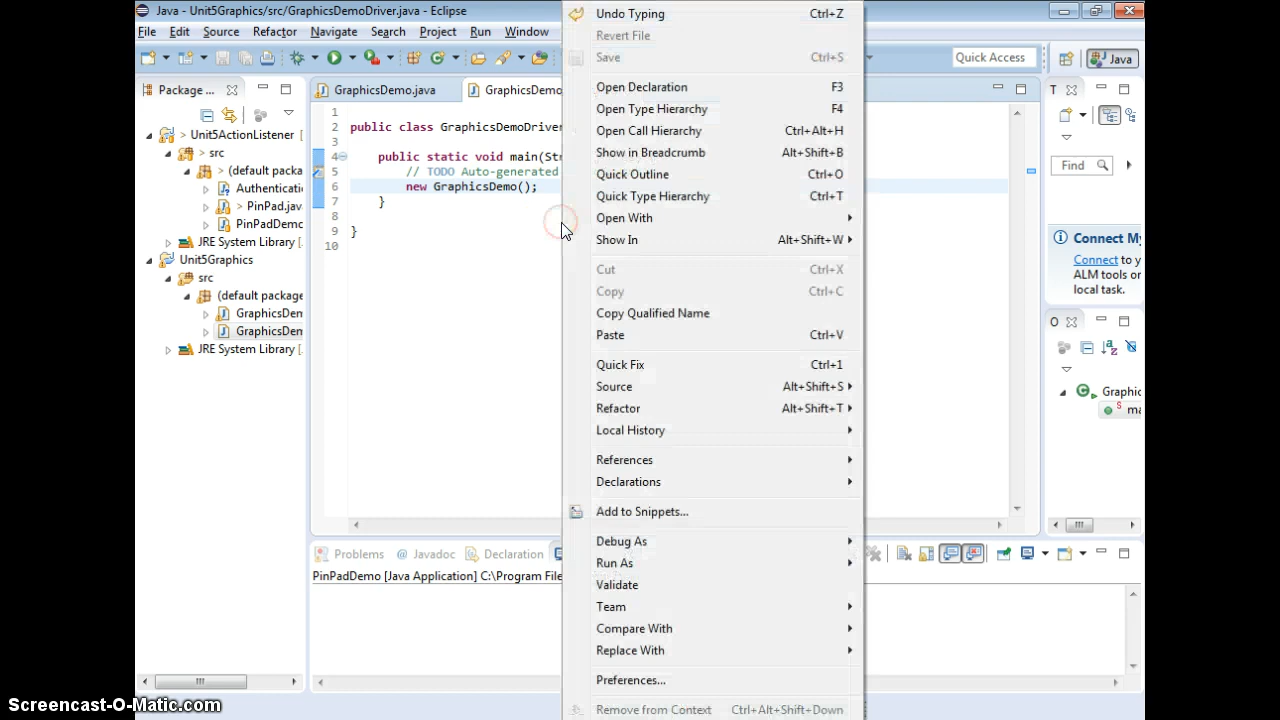 Java - Unit5Graphics/src/GraphicsDemoDriver.java - Eclipse
File Edit Source Refactor Navigate Search Project Run Window
Quick Access
Java
Package ...
GraphicsDemo.java
GraphicsDemo
> Unit5ActionListener [
> src
> (default packa
Authenticati
> PinPad.java
PinPadDemo
JRE System Library [
Unit5Graphics
src
(default package
GraphicsDem
GraphicsDem
JRE System Library [
1
2 public class GraphicsDemoDriver
3
4 public static void main(Str
5 // TODO Auto-generated
6 new GraphicsDemo();
7 }
8
9 }
10
Undo Typing Ctrl+Z
Revert File
Save Ctrl+S
Open Declaration F3
Open Type Hierarchy F4
Open Call Hierarchy Ctrl+Alt+H
Show in Breadcrumb Alt+Shift+B
Quick Outline Ctrl+O
Quick Type Hierarchy Ctrl+T
Open With
Show In Alt+Shift+W
Cut Ctrl+X
Copy Ctrl+C
Copy Qualified Name
Paste Ctrl+V
Quick Fix Ctrl+1
Source Alt+Shift+S
Refactor Alt+Shift+T
Local History
References
Declarations
Add to Snippets...
Debug As
Run As
Validate
Team
Compare With
Replace With
Preferences...
Remove from Context Ctrl+Alt+Shift+Down
T
Find
Connect My
Connect to y
ALM tools or
local task.
O
Graphic
S
ma
Problems @ Javadoc Declaration
PinPadDemo [Java Application] C:\Program File
Screencast-O-Matic.com